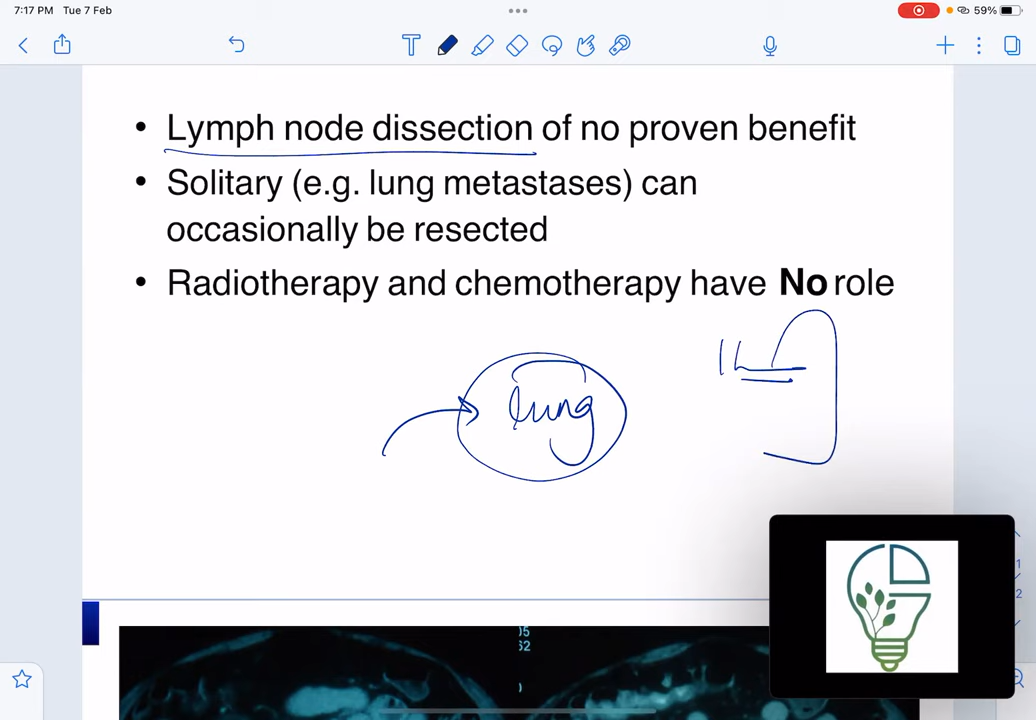 7:17 PM Tue 7 Feb
59%
• Lymph node dissection of no proven benefit
• Solitary (e.g. lung metastases) can
occasionally be resected
• Radiotherapy and chemotherapy have No role
lung